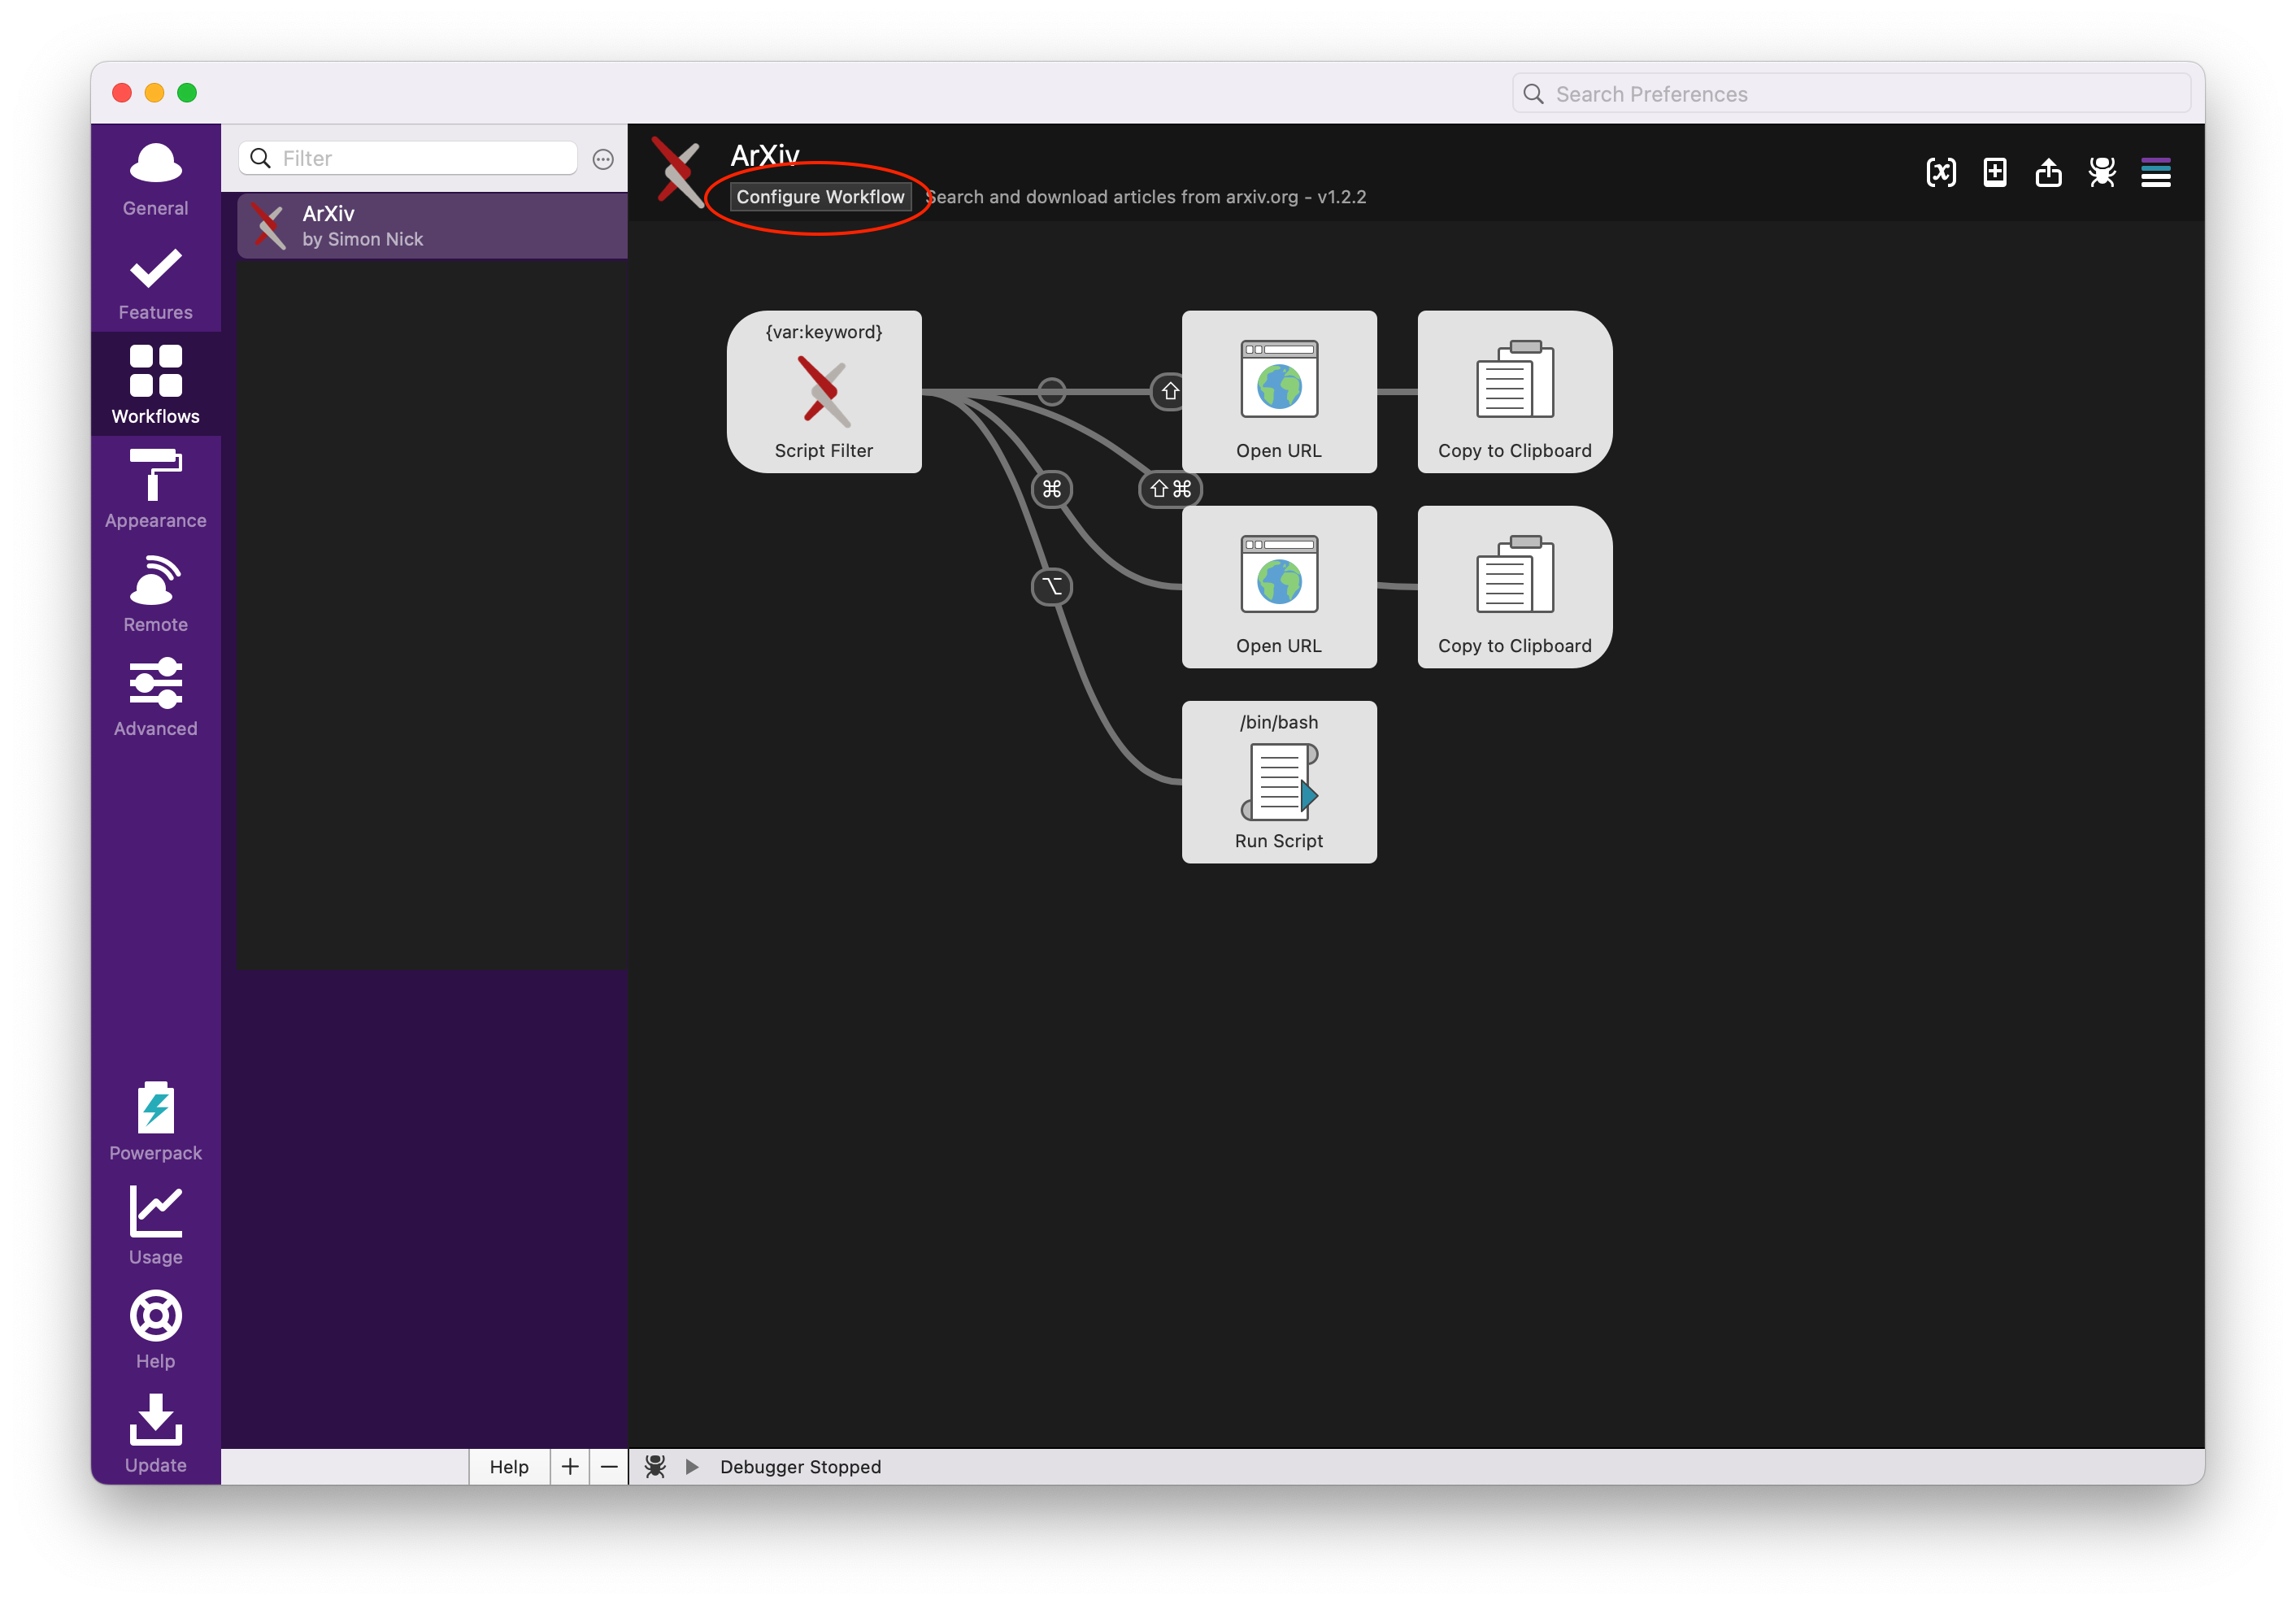 Search Preferences
General
Features
Workflows
Appearance
Remote
Advanced
Powerpack
Usage
Help
Update
Filter
ArXiv
by Simon Nick
ArXiv
Configure Workflow
Search and download articles from arxiv.org - v1.2.2
{var:keyword}
Script Filter
Open URL
Copy to Clipboard
Open URL
Copy to Clipboard
/bin/bash
Run Script
Help
Debugger Stopped